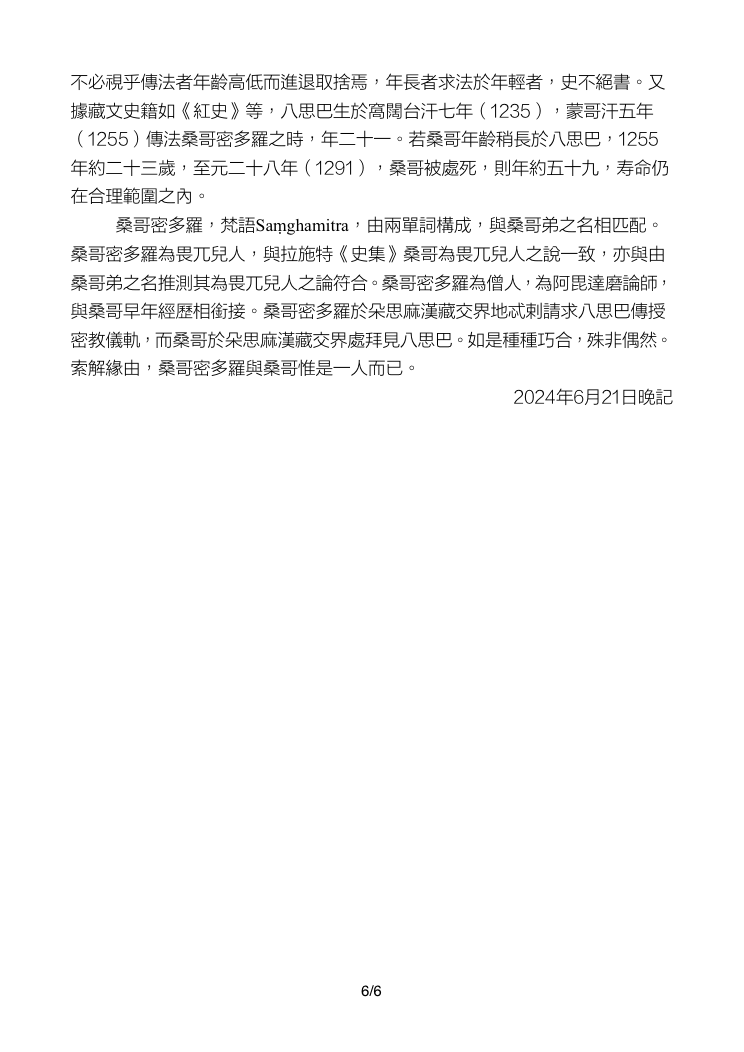 不必視乎傳法者年齡高低而進退取捨焉，年長者求法於年輕者，史不絕書。又
據藏文史籍如《紅史》等，八思巴生於窩闊台汗七年（1235），蒙哥汗五年
（1255）傳法桑哥密多羅之時，年二十一。若桑哥年齡稍長於八思巴，1255
年約二十三歲，至元二十八年（1291），桑哥被處死，則年約五十九，寿命仍
在合理範圍之內。
桑哥密多羅，梵語Saṃghamitra，由兩單詞構成，與桑哥弟之名相匹配。
桑哥密多羅為畏兀兒人，與拉施特《史集》桑哥為畏兀兒人之說一致，亦與由
桑哥弟之名推測其為畏兀兒人之論符合。桑哥密多羅為僧人，為阿毘達磨論師，
與桑哥早年經歷相銜接。桑哥密多羅於朵思麻漢藏交界地忒剌請求八思巴傳授
密教儀軌，而桑哥於朵思麻漢藏交界處拜見八思巴。如是種種巧合，殊非偶然。
索解緣由，桑哥密多羅與桑哥惟是一人而已。
2024年6月21日晚記
6/6